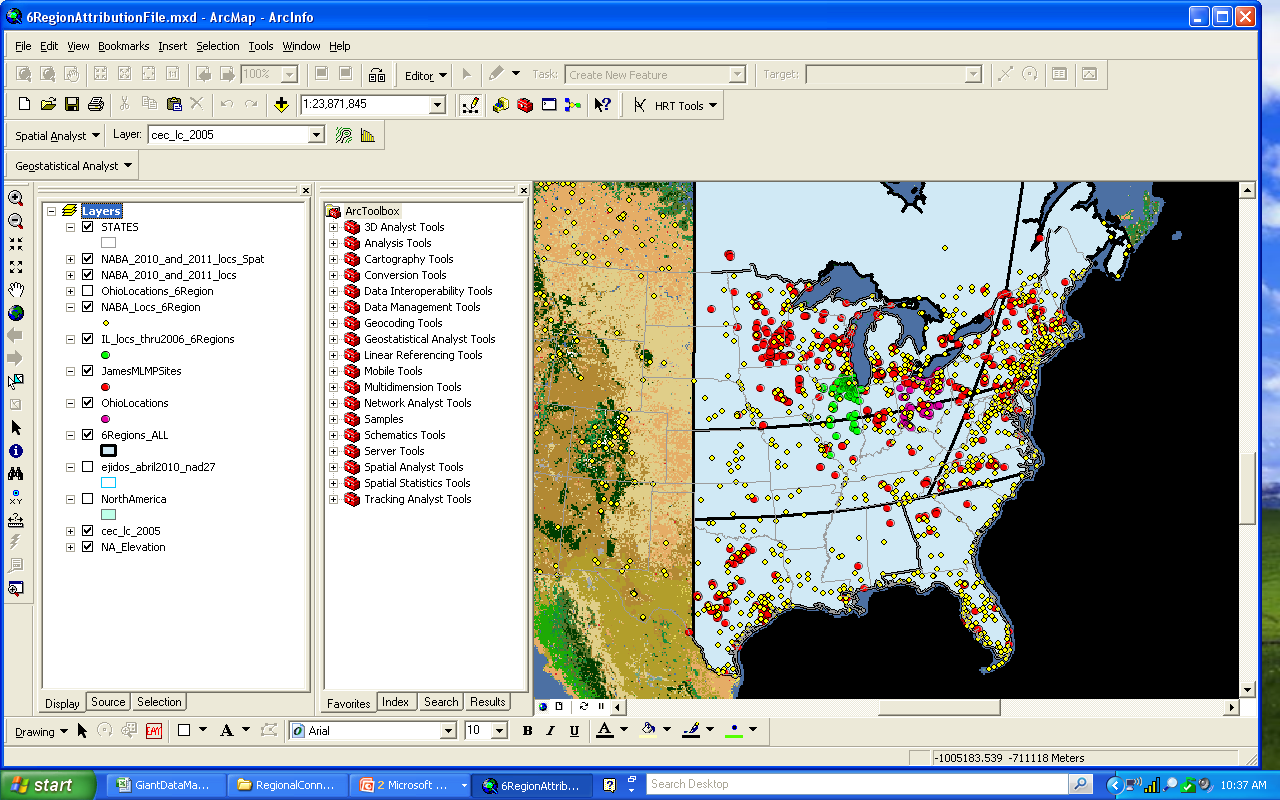 6RegionAttributionFile.mxd - ArcMap - ArcInfo
File Edit View Bookmarks Insert Selection Tools Window Help
100% Editor Task: Create New Feature Target:
1:23,871,845 HRT Tools
Spatial Analyst Layer: cec_lc_2005
Geostatistical Analyst
Layers
STATES
NABA_2010_and_2011_locs_Spat
NABA_2010_and_2011_locs
OhioLocations_6Region
NABA_Locs_6Region
IL_locs_thru2006_6Regions
JamesMLMPSites
OhioLocations
6Regions_ALL
ejidos_abril2010_nad27
NorthAmerica
cec_lc_2005
NA_Elevation
Display Source Selection
ArcToolbox
3D Analyst Tools
Analysis Tools
Cartography Tools
Conversion Tools
Data Interoperability Tools
Data Management Tools
Geocoding Tools
Geostatistical Analyst Tools
Linear Referencing Tools
Mobile Tools
Multidimension Tools
Network Analyst Tools
Samples
Schematics Tools
Server Tools
Spatial Analyst Tools
Spatial Statistics Tools
Tracking Analyst Tools
Favorites Index Search Results
Drawing A Arial 10 B I U A
-1005183.539 -711118 Meters
start GiantDataMa... RegionalConn... 2 Microsoft ... 6RegionAttrib... Search Desktop 10:37 AM